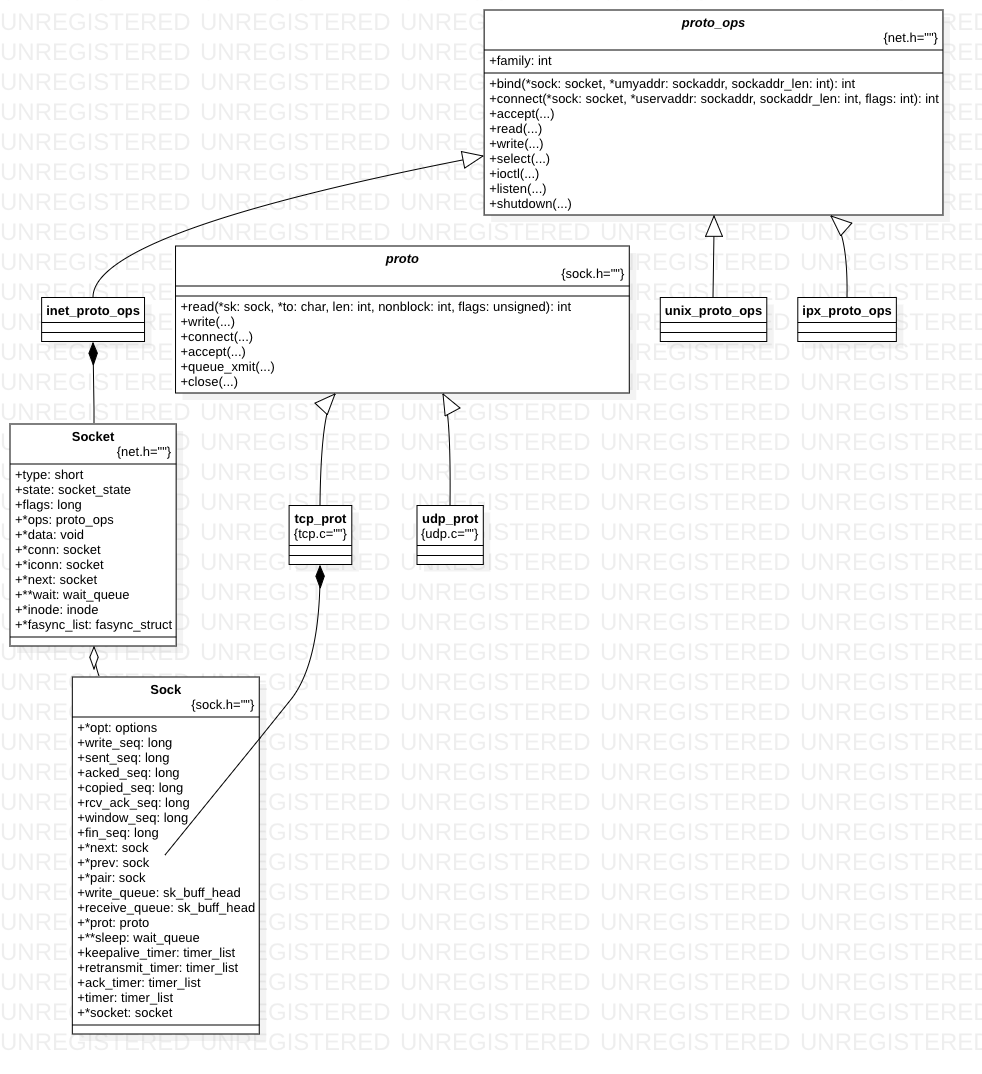 proto_ops
{net.h=""}
+family: int
+bind(*sock: socket, *umyaddr: sockaddr, sockaddr_len: int): int
+connect(*sock: socket, *uservaddr: sockaddr, sockaddr_len: int, flags: int): int
+accept(...)
+read(...)
+write(...)
+select(...)
+ioctl(...)
+listen(...)
+shutdown(...)
proto
{sock.h=""}
+read(*sk: sock, *to: char, len: int, nonblock: int, flags: unsigned): int
+write(...)
+connect(...)
+accept(...)
+queue_xmit(...)
+close(...)
inet_proto_ops
unix_proto_ops
ipx_proto_ops
Socket
{net.h=""}
+type: short
+state: socket_state
+flags: long
+*ops: proto_ops
+*data: void
+*conn: socket
+*iconn: socket
+*next: socket
+**wait: wait_queue
+*inode: inode
+*fasync_list: fasync_struct
tcp_prot
{tcp.c=""}
udp_prot
{udp.c=""}
Sock
{sock.h=""}
+*opt: options
+write_seq: long
+sent_seq: long
+acked_seq: long
+copied_seq: long
+rcv_ack_seq: long
+window_seq: long
+fin_seq: long
+*next: sock
+*prev: sock
+*pair: sock
+write_queue: sk_buff_head
+receive_queue: sk_buff_head
+*prot: proto
+**sleep: wait_queue
+keepalive_timer: timer_list
+retransmit_timer: timer_list
+ack_timer: timer_list
+timer: timer_list
+*socket: socket
UNREGISTERED